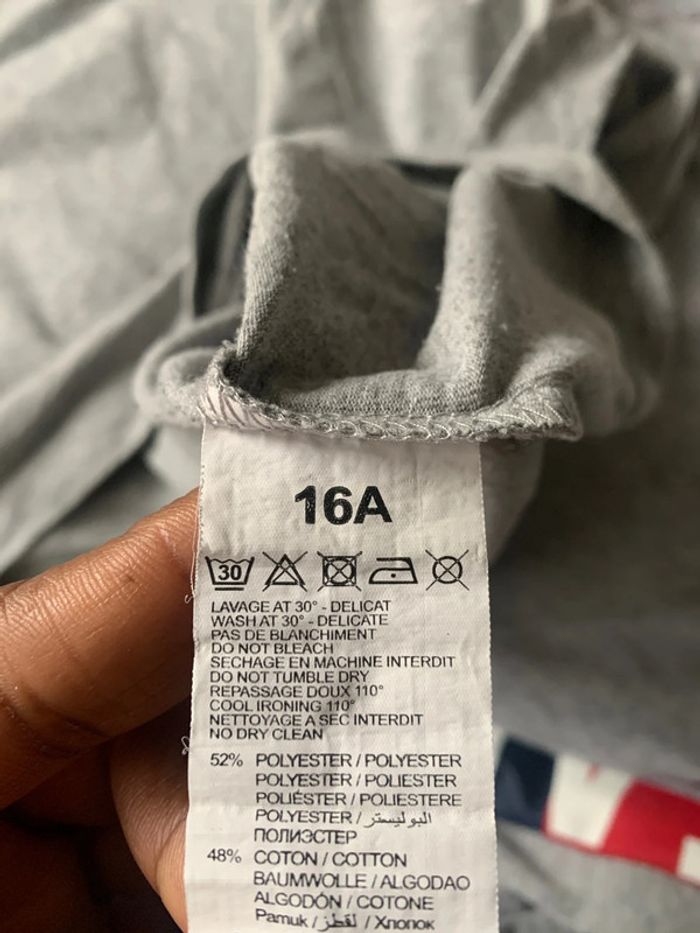 16A
30
LAVAGE AT 30° - DELICAT
WASH AT 30° - DELICATE
PAS DE BLANCHIMENT
DO NOT BLEACH
SECHAGE EN MACHINE INTERDIT
DO NOT TUMBLE DRY
REPASSAGE DOUX 110°
COOL IRONING 110°
NETTOYAGE A SEC INTERDIT
NO DRY CLEAN
52% POLYESTER / POLYESTER
POLYESTER / POLIESTER
POLIÉSTER / POLIESTERE
POLYESTER / البوليستر
ПОЛИЭСТЕР
48% COTON / COTTON
BAUMWOLLE / ALGODAO
ALGODÓN / COTONE
Pamuk / لقطز / Хлопок